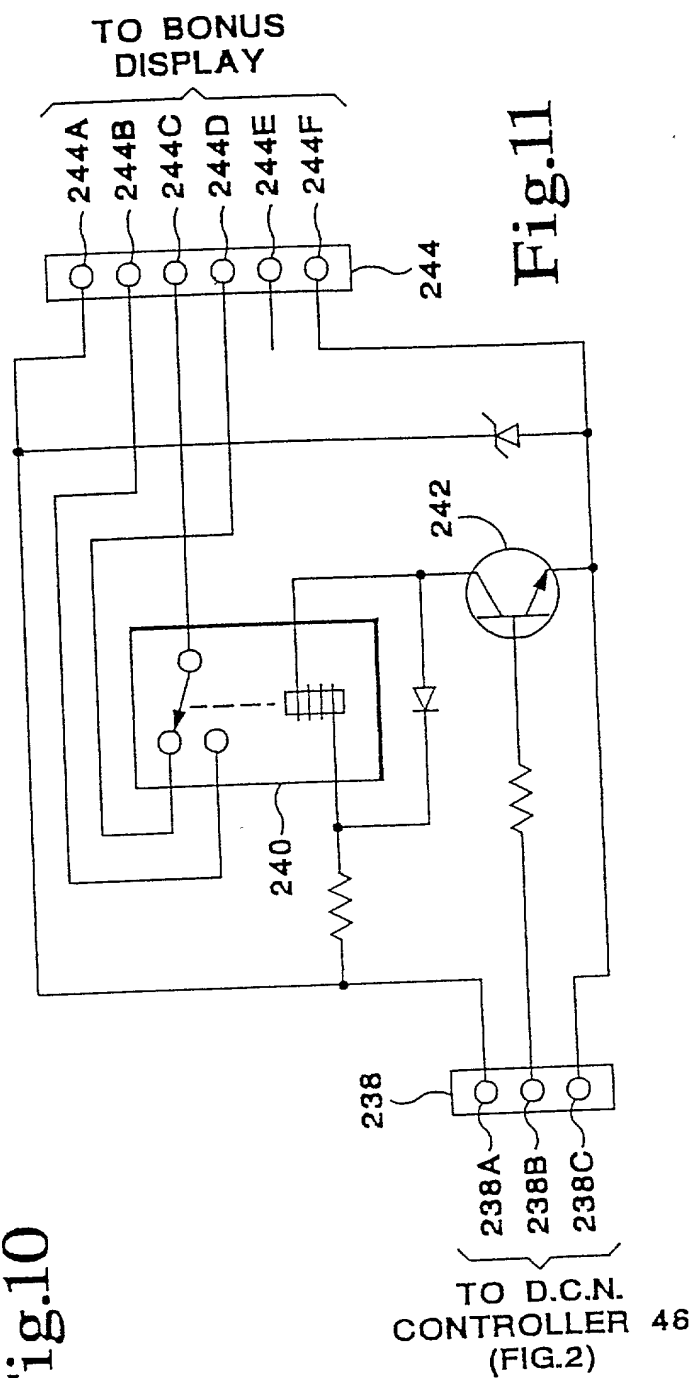 TO BONUS
DISPLAY
244A
244B
244C
244D
244E
244F
244
Fig.11
242
240
238
238A
238B
238C
TO D.C.N.
CONTROLLER 46
(FIG.2)
ig.10